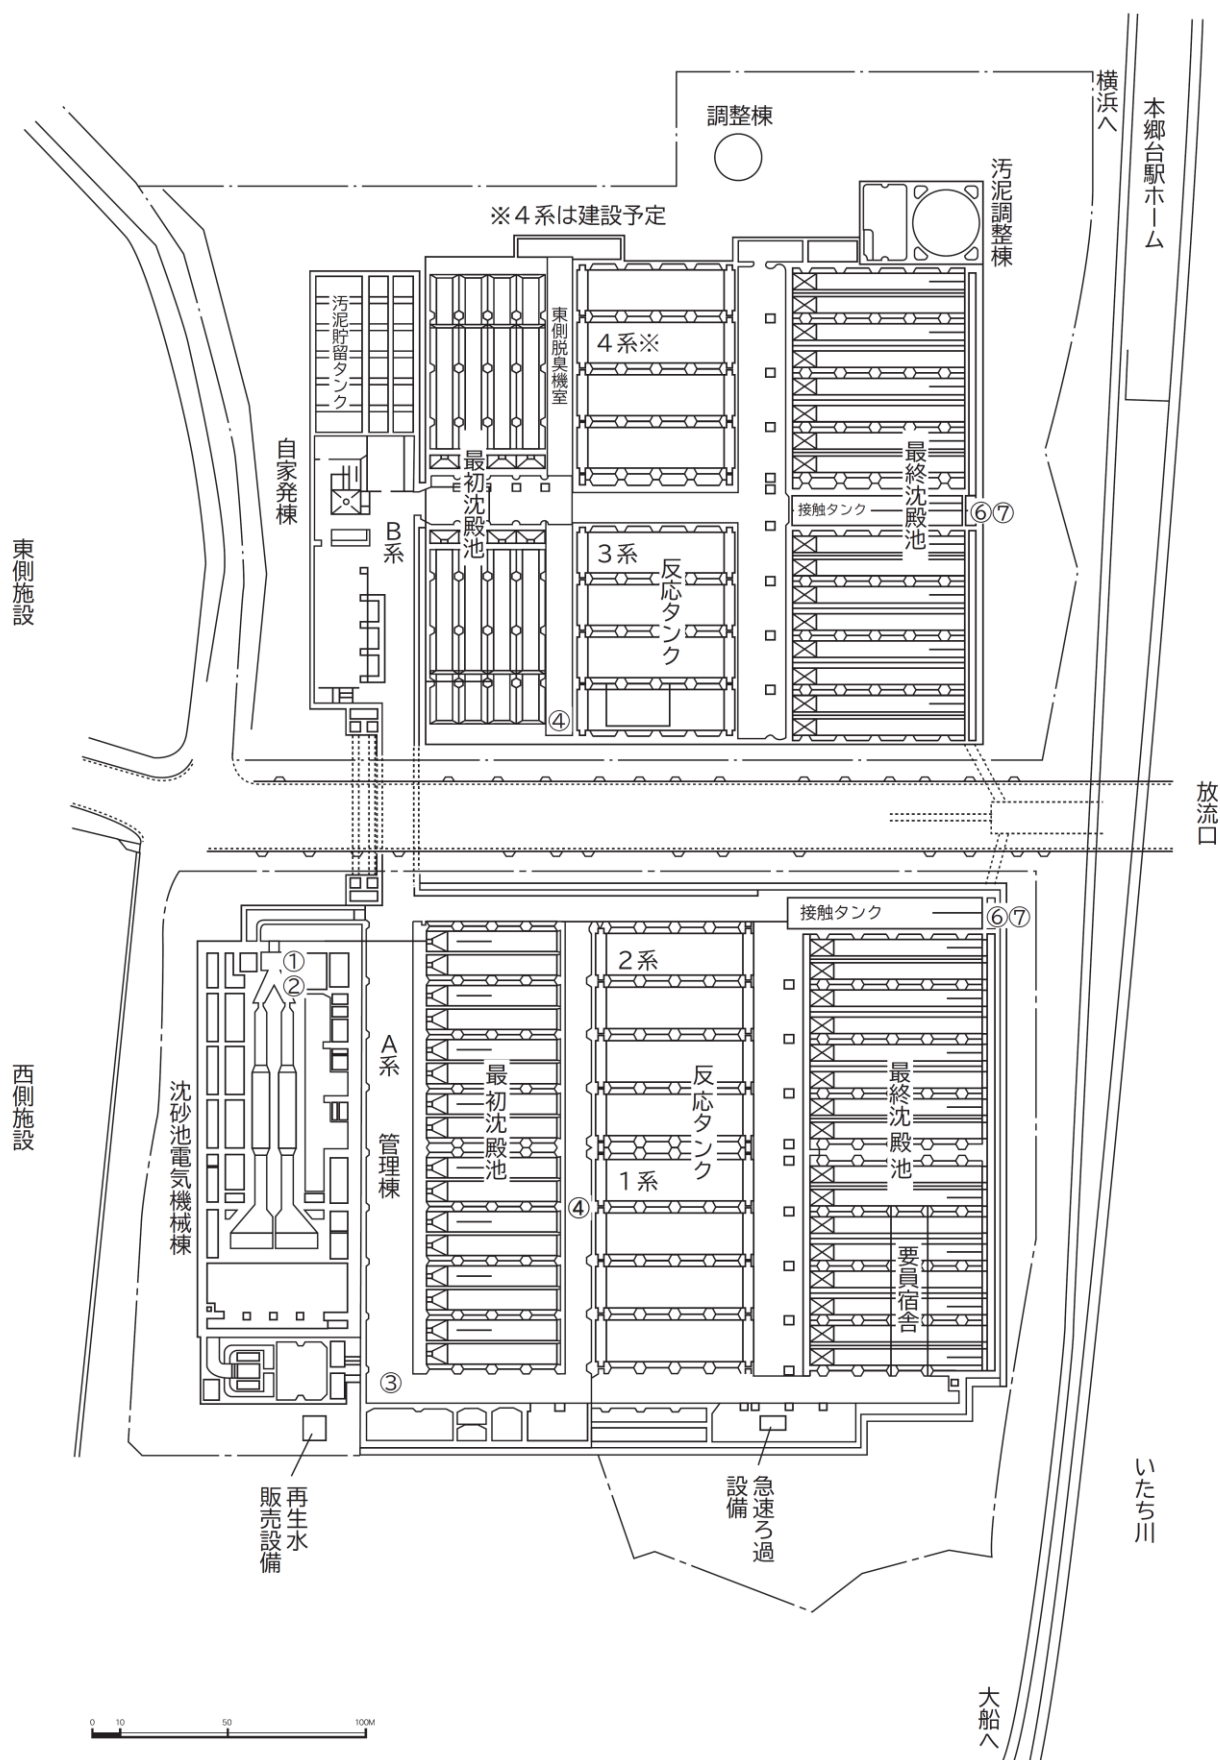 横浜へ
本郷台駅ホーム
調整棟
汚泥調整棟
※４系は建設予定
汚泥貯留タンク
東側脱臭機室
４系※
自家発棟
最初沈殿池
最終沈殿池
接触タンク
⑥⑦
B系
３系
反応タンク
東側施設
④
放流口
接触タンク
⑥⑦
①
②
２系
A系
最初沈殿池
反応タンク
最終沈殿池
西側施設
沈砂池電気機械棟
管理棟
１系
④
要員宿舎
③
再生水
販売設備
急速ろ過
設備
いたち川
大船へ
0 10 50 100M